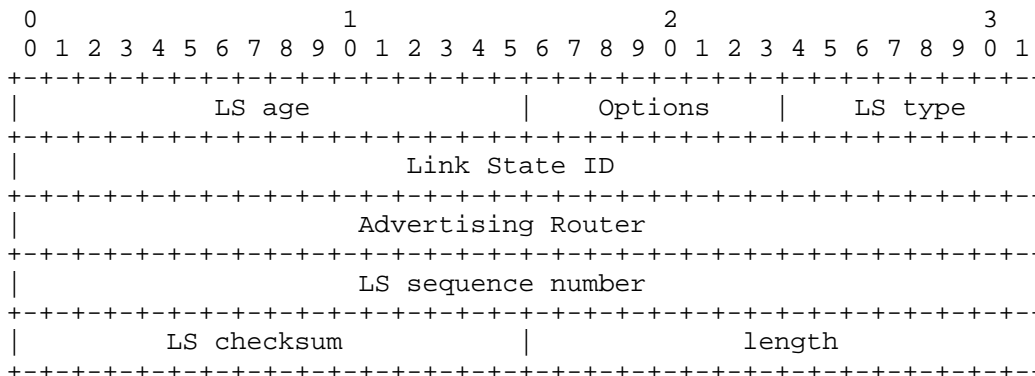 0                   1                   2                   3
0 1 2 3 4 5 6 7 8 9 0 1 2 3 4 5 6 7 8 9 0 1 2 3 4 5 6 7 8 9 0 1
+-+-+-+-+-+-+-+-+-+-+-+-+-+-+-+-+-+-+-+-+-+-+-+-+-+-+-+-+-+-+-+-
|            LS age             |    Options    |    LS type
+-+-+-+-+-+-+-+-+-+-+-+-+-+-+-+-+-+-+-+-+-+-+-+-+-+-+-+-+-+-+-+-
|                        Link State ID
+-+-+-+-+-+-+-+-+-+-+-+-+-+-+-+-+-+-+-+-+-+-+-+-+-+-+-+-+-+-+-+-
|                     Advertising Router
+-+-+-+-+-+-+-+-+-+-+-+-+-+-+-+-+-+-+-+-+-+-+-+-+-+-+-+-+-+-+-+-
|                     LS sequence number
+-+-+-+-+-+-+-+-+-+-+-+-+-+-+-+-+-+-+-+-+-+-+-+-+-+-+-+-+-+-+-+-
|         LS checksum           |             length
+-+-+-+-+-+-+-+-+-+-+-+-+-+-+-+-+-+-+-+-+-+-+-+-+-+-+-+-+-+-+-+-